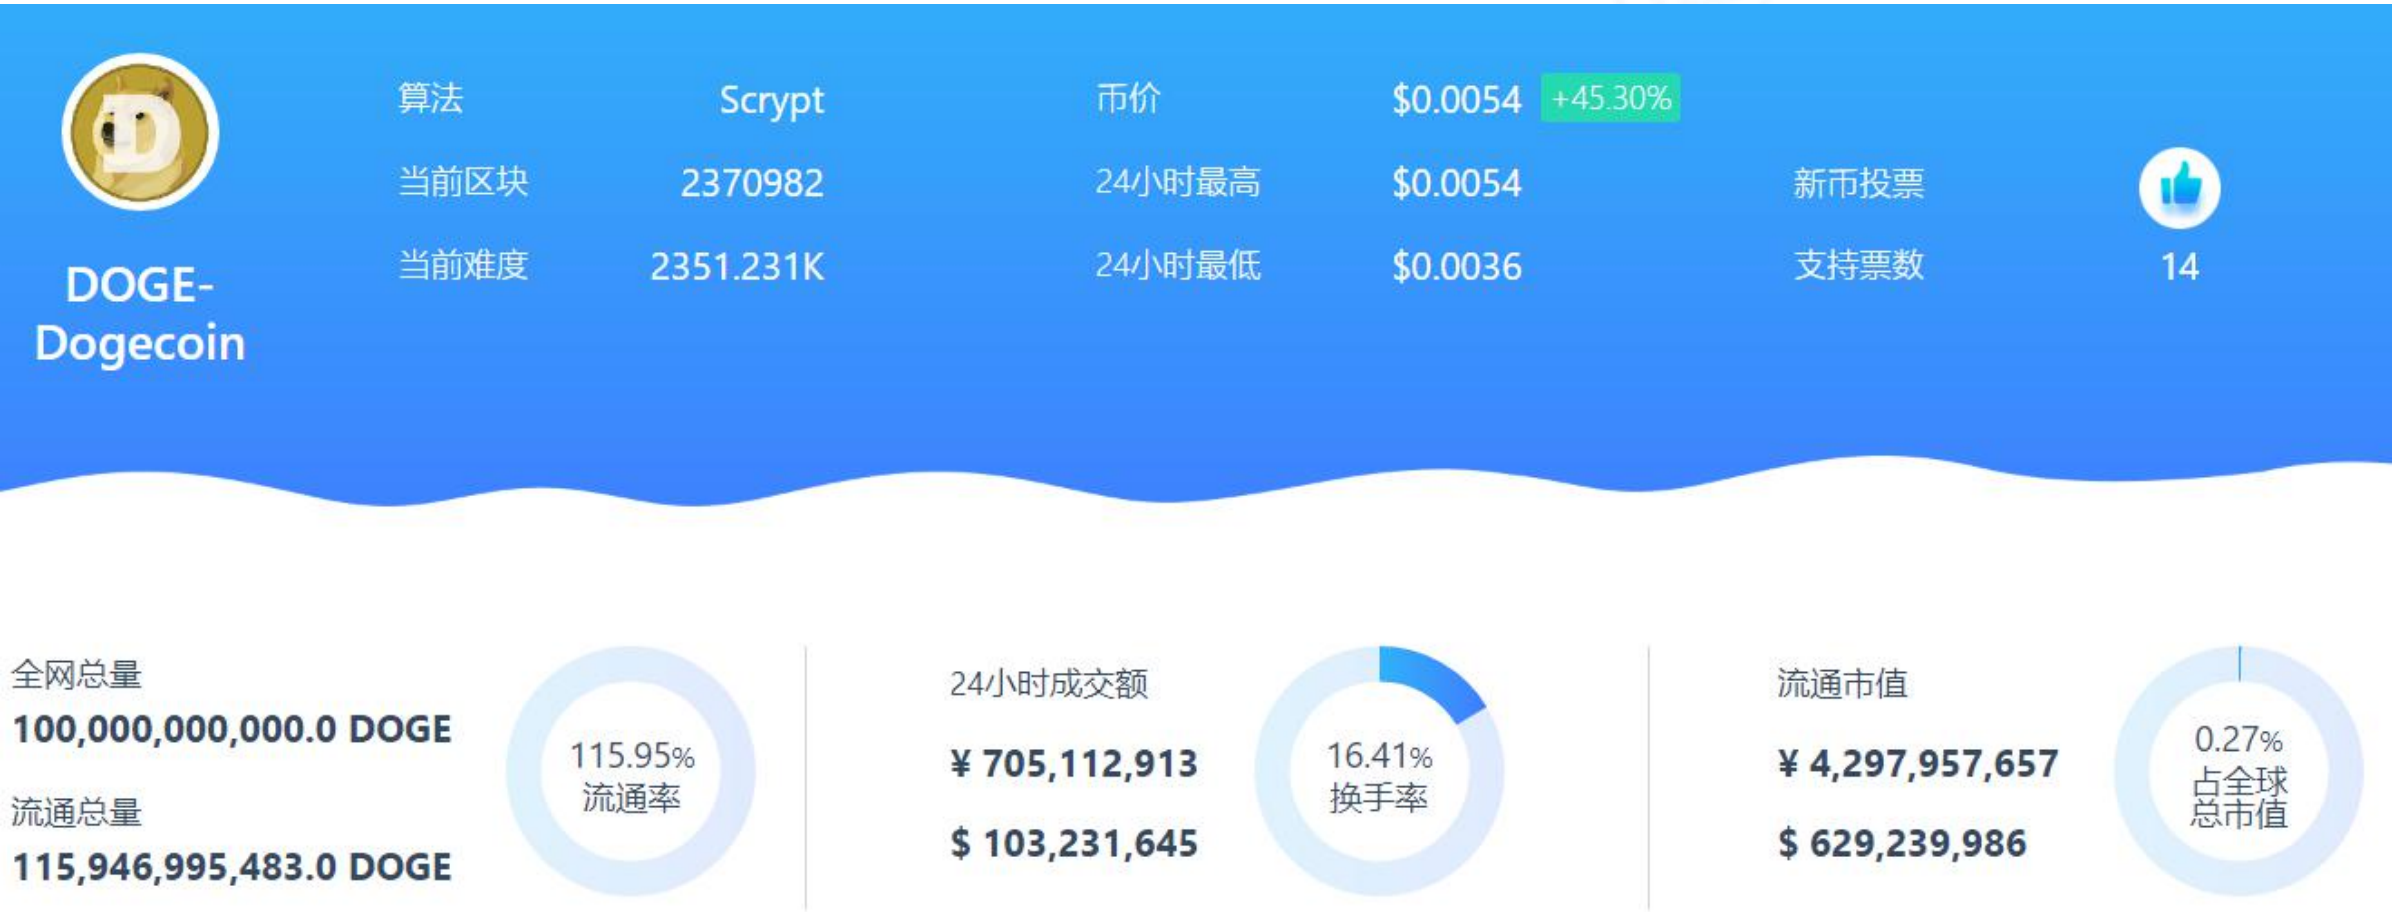 DOGE-
Dogecoin
算法 Scrypt
当前区块 2370982
当前难度 2351.231K
币价 $0.0054 +45.30%
24小时最高 $0.0054
24小时最低 $0.0036
新币投票
支持票数 14
全网总量
100,000,000,000.0 DOGE
流通总量
115,946,995,483.0 DOGE
115.95%
流通率
24小时成交额
¥ 705,112,913
$ 103,231,645
16.41%
换手率
流通市值
¥ 4,297,957,657
$ 629,239,986
0.27%
占全球
总市值